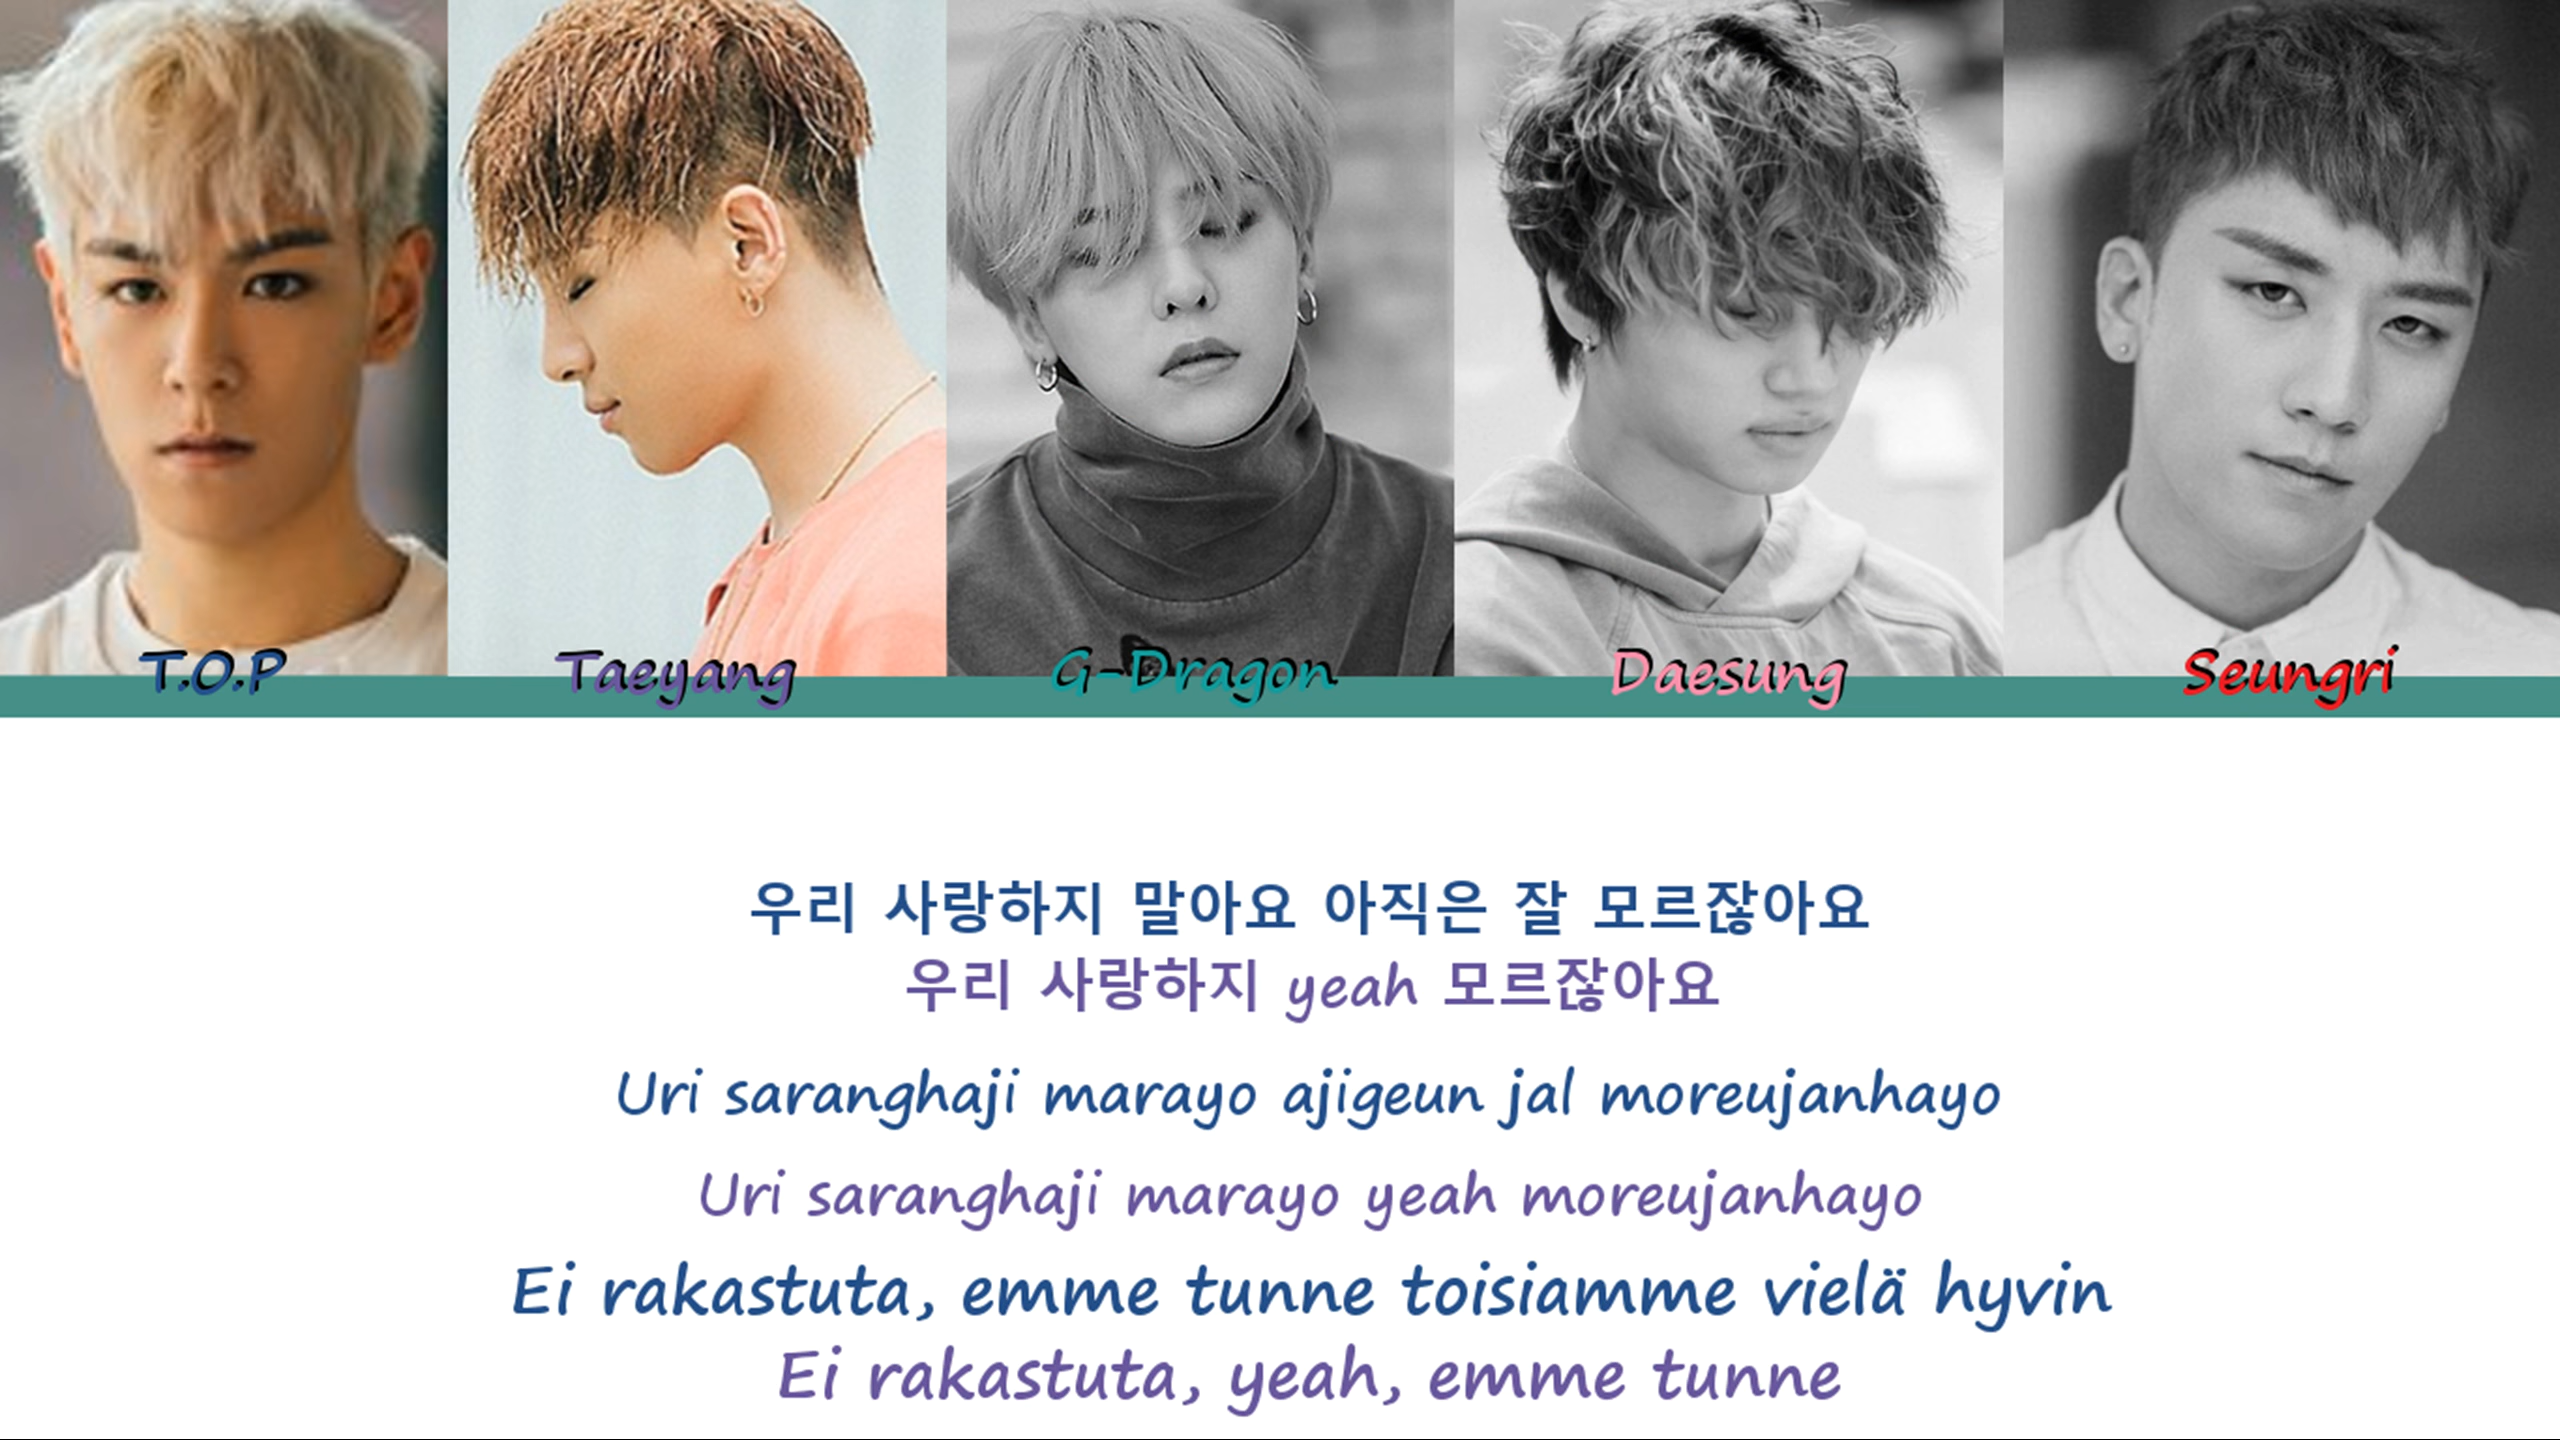 T.O.P Taeyang G-Dragon Daesung Seungri
우리 사랑하지 말아요 아직은 잘 모르잖아요
우리 사랑하지 yeah 모르잖아요
Uri saranghaji marayo ajigeun jal moreujanhayo
Uri saranghaji marayo yeah moreujanhayo
Ei rakastuta, emme tunne toisiamme vielä hyvin
Ei rakastuta, yeah, emme tunne